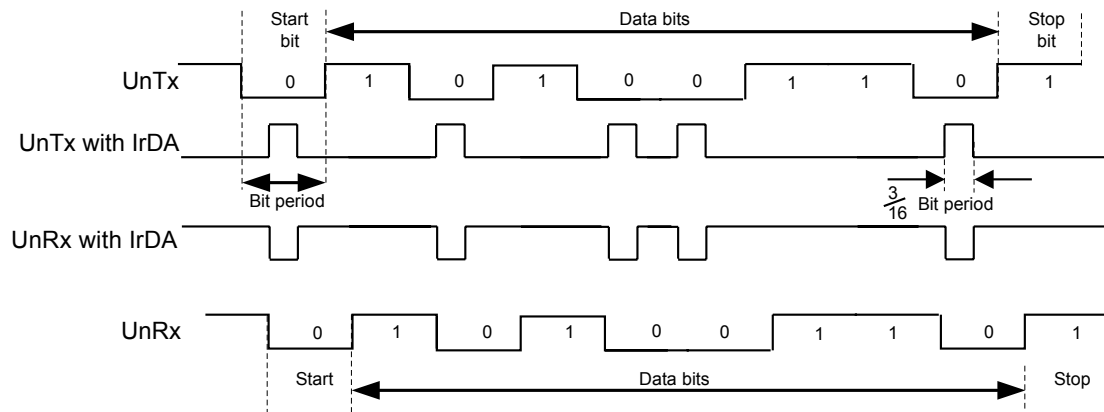 Start bit
Data bits
Stop bit
UnTx
0 1 0 1 0 0 1 1 0 1
UnTx with IrDA
Bit period
3/16 Bit period
UnRx with IrDA
UnRx
0 1 0 1 0 0 1 1 0 1
Start
Data bits
Stop